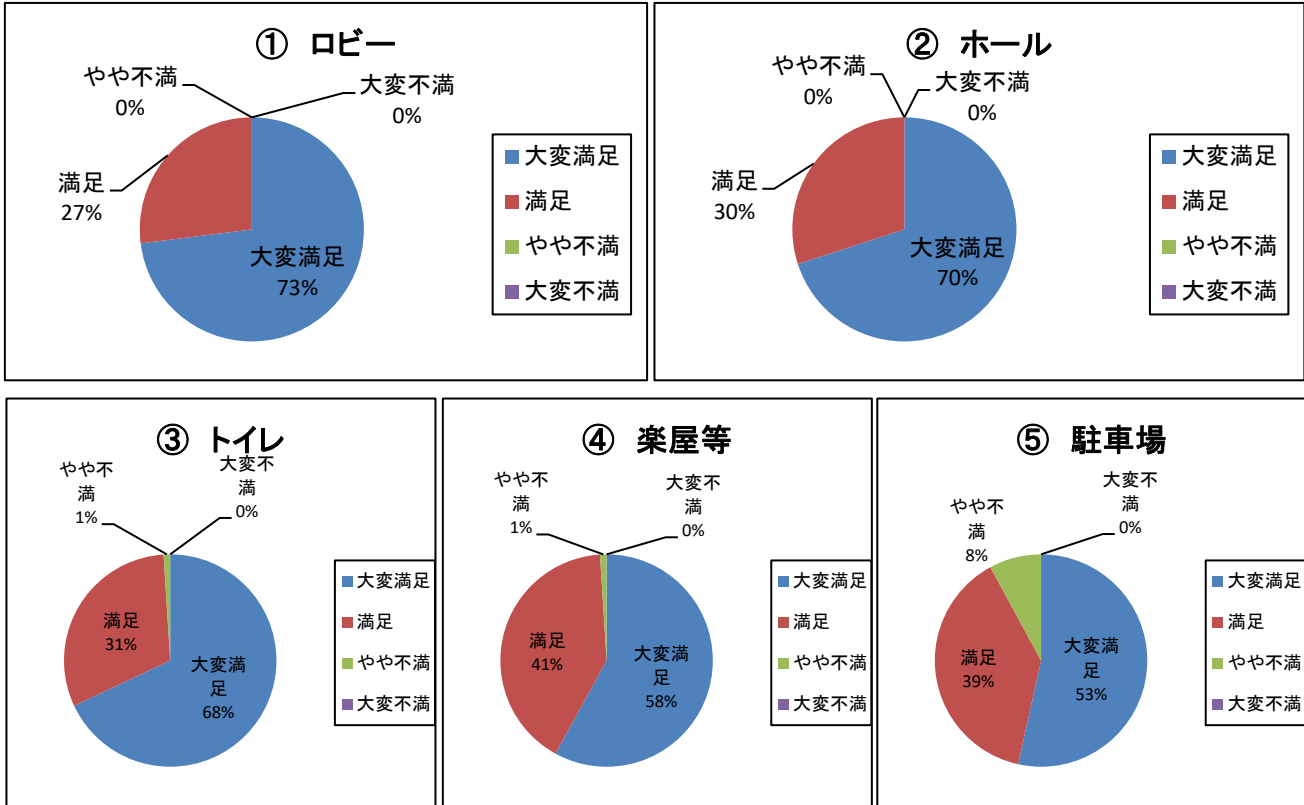 ① ロビー
やや不満
0%
大変不満
0%
満足
27%
大変満足
73%
大変満足
満足
やや不満
大変不満
② ホール
やや不満
0%
大変不満
0%
満足
30%
大変満足
70%
大変満足
満足
やや不満
大変不満
③ トイレ
やや不
満
1%
大変不
満
0%
満足
31%
大変満
足
68%
大変満足
満足
やや不満
大変不満
④ 楽屋等
やや不
満
1%
大変不
満
0%
満足
41%
大変満
足
58%
大変満足
満足
やや不満
大変不満
⑤ 駐車場
やや不
満
8%
大変不
満
0%
満足
39%
大変満
足
53%
大変満足
満足
やや不満
大変不満